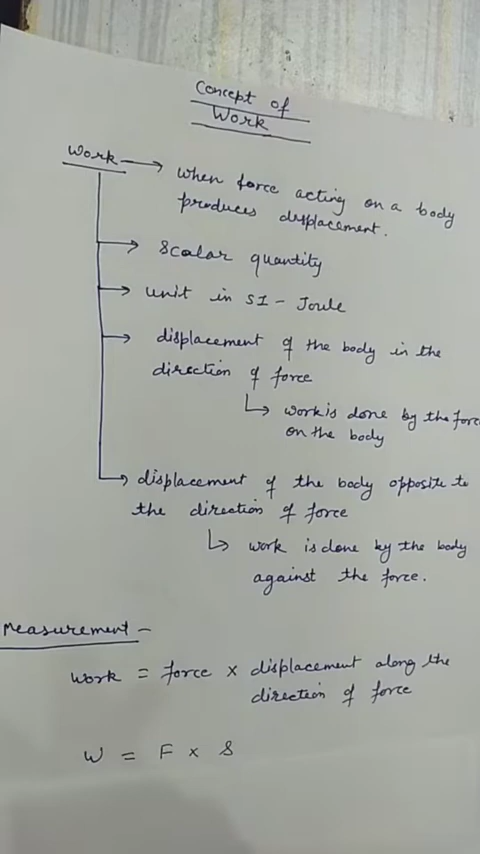 Concept of
Work
Work → when force acting on a body
produces displacement.
→ scalar quantity
→ unit in SI - Joule
→ displacement of the body in the
direction of force
↳ work is done by the force
on the body
→ displacement of the body opposite to
the direction of force
↳ work is done by the body
against the force.
Measurement -
work = force × displacement along the
direction of force
W = F × S